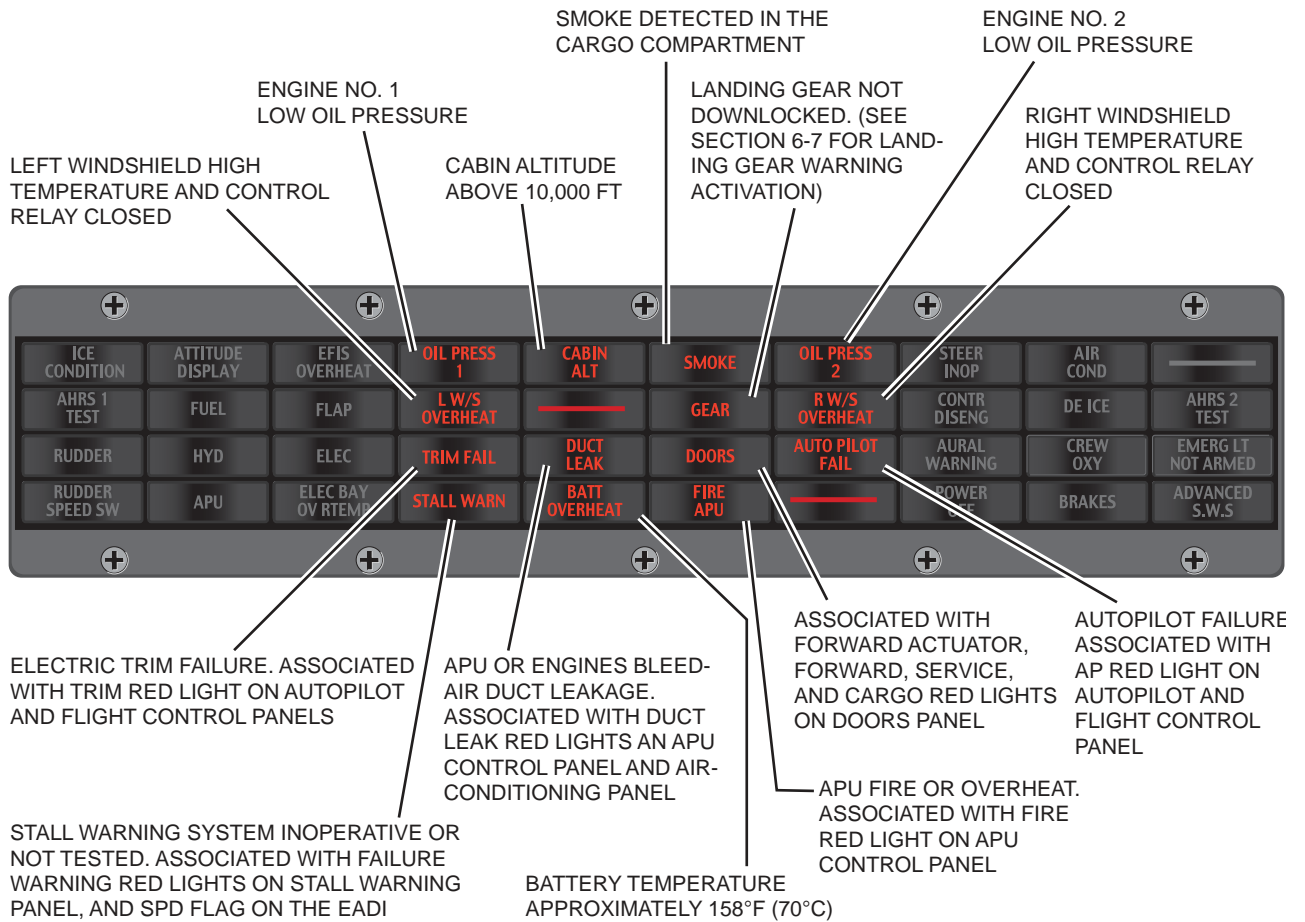 SMOKE DETECTED IN THE
CARGO COMPARTMENT
ENGINE NO. 2
LOW OIL PRESSURE
ENGINE NO. 1
LOW OIL PRESSURE
LANDING GEAR NOT
DOWNLOCKED. (SEE
SECTION 6-7 FOR LAND-
ING GEAR WARNING
ACTIVATION)
RIGHT WINDSHIELD
HIGH TEMPERATURE
AND CONTROL RELAY
CLOSED
LEFT WINDSHIELD HIGH
TEMPERATURE AND CONTROL
RELAY CLOSED
CABIN ALTITUDE
ABOVE 10,000 FT
ICE
CONDITION
ATTITUDE
DISPLAY
EFIS
OVERHEAT
OIL PRESS
1
CABIN
ALT
SMOKE
OIL PRESS
2
STEER
INOP
AIR
COND
AHRS 1
TEST
FUEL
FLAP
L W/S
OVERHEAT
GEAR
R W/S
OVERHEAT
CONTR
DISENG
DE ICE
AHRS 2
TEST
RUDDER
HYD
ELEC
TRIM FAIL
DUCT
LEAK
DOORS
AUTO PILOT
FAIL
AURAL
WARNING
CREW
OXY
EMERG LT
NOT ARMED
RUDDER
SPEED SW
APU
ELEC BAY
OV RTEMP
STALL WARN
BATT
OVERHEAT
FIRE
APU
POWER
OFF
BRAKES
ADVANCED
S.W.S
ELECTRIC TRIM FAILURE. ASSOCIATED
WITH TRIM RED LIGHT ON AUTOPILOT
AND FLIGHT CONTROL PANELS
APU OR ENGINES BLEED-
AIR DUCT LEAKAGE.
ASSOCIATED WITH DUCT
LEAK RED LIGHTS AN APU
CONTROL PANEL AND AIR-
CONDITIONING PANEL
ASSOCIATED WITH
FORWARD ACTUATOR,
FORWARD, SERVICE,
AND CARGO RED LIGHTS
ON DOORS PANEL
AUTOPILOT FAILURE
ASSOCIATED WITH
AP RED LIGHT ON
AUTOPILOT AND
FLIGHT CONTROL
PANEL
APU FIRE OR OVERHEAT.
ASSOCIATED WITH FIRE
RED LIGHT ON APU
CONTROL PANEL
STALL WARNING SYSTEM INOPERATIVE OR
NOT TESTED. ASSOCIATED WITH FAILURE
WARNING RED LIGHTS ON STALL WARNING
PANEL, AND SPD FLAG ON THE EADI
BATTERY TEMPERATURE
APPROXIMATELY 158°F (70°C)